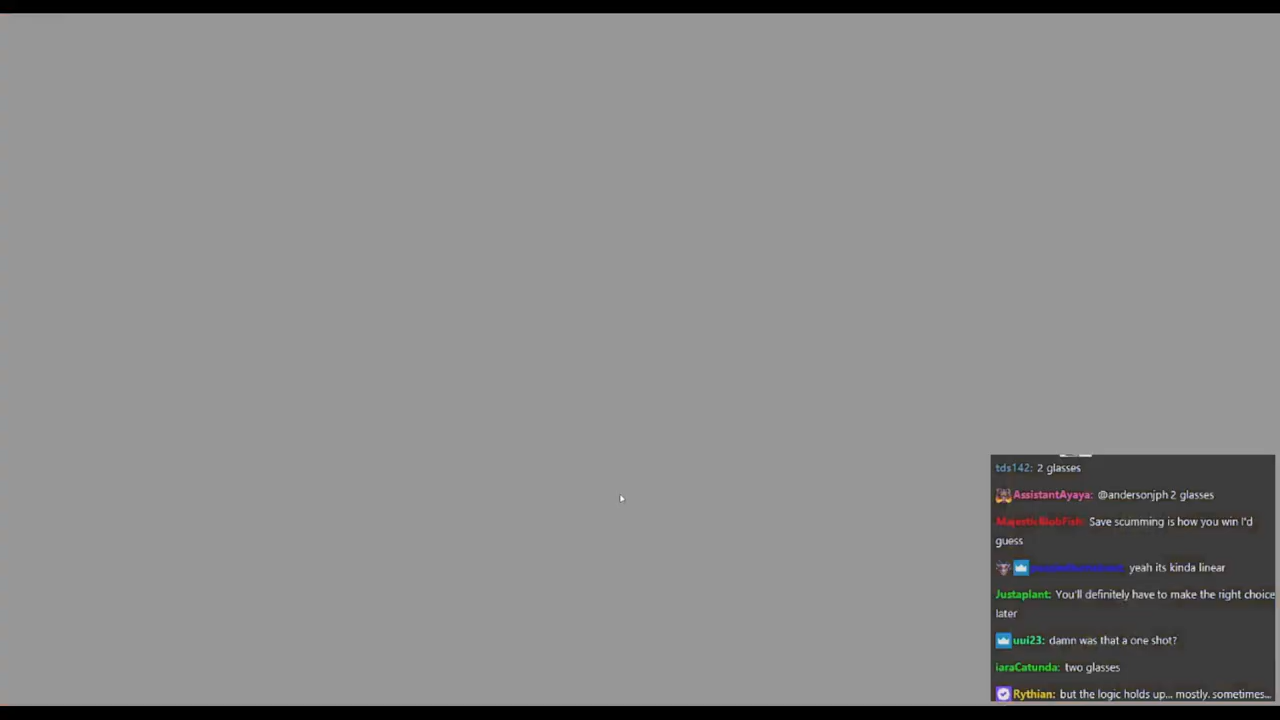 tds142: 2 glasses
AssistantAyaya: @andersonjph 2 glasses
MajesticBlobFish: Save scumming is how you win I'd
guess
yeah its kinda linear
Justaplant: You'll definitely have to make the right choice
later
uui23: damn was that a one shot?
iaraCatunda: two glasses
Rythian: but the logic holds up... mostly. sometimes...